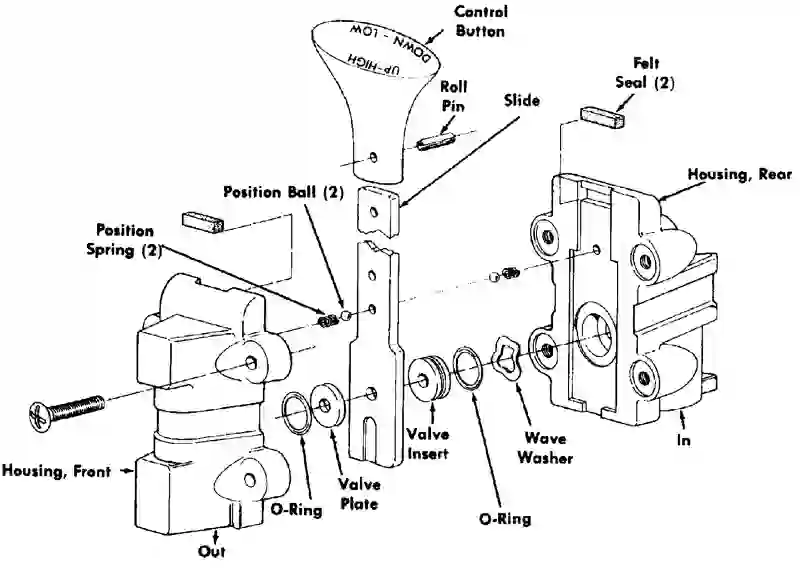 Control
Button
DOWN - LOW
UP-HIGH
Felt
Seal (2)
Roll
Pin
Slide
Housing, Rear
Position Ball (2)
Position
Spring (2)
Valve
Insert
Wave
Washer
In
Housing, Front
Valve
Plate
O-Ring
O-Ring
Out